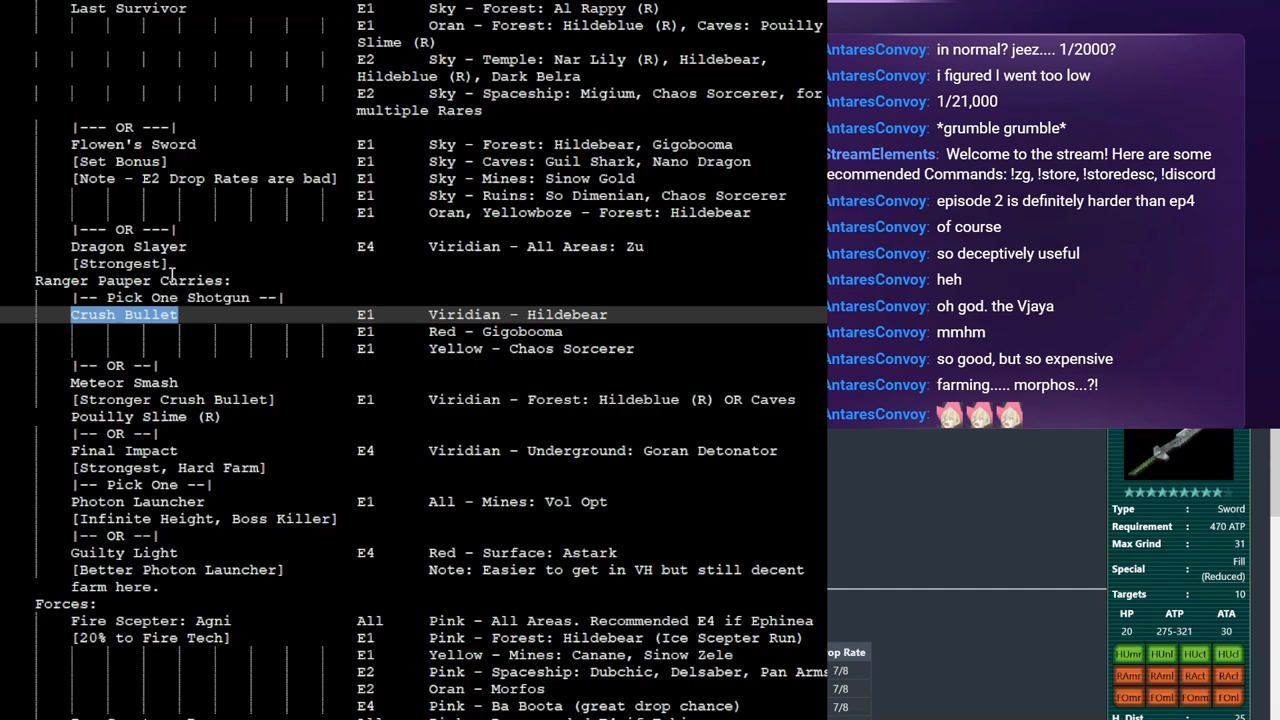 Last Survivor E1 Sky - Forest: Al Rappy (R)
E1 Oran - Forest: Hildeblue (R), Caves: Pouilly
Slime (R)
E2 Sky - Temple: Nar Lily (R), Hildebear,
Hildeblue (R), Dark Belra
E2 Sky - Spaceship: Migium, Chaos Sorcerer, for
multiple Rares
|--- OR ---|
Flowen's Sword E1 Sky - Forest: Hildebear, Gigobooma
[Set Bonus] E1 Sky - Caves: Guil Shark, Nano Dragon
[Note - E2 Drop Rates are bad] E1 Sky - Mines: Sinow Gold
E1 Sky - Ruins: So Dimenian, Chaos Sorcerer
E1 Oran, Yellowboze - Forest: Hildebear
|--- OR ---|
Dragon Slayer E4 Viridian - All Areas: Zu
[Strongest]
Ranger Pauper Carries:
|-- Pick One Shotgun --|
Crush Bullet E1 Viridian - Hildebear
E1 Red - Gigobooma
E1 Yellow - Chaos Sorcerer
|-- OR --|
Meteor Smash
[Stronger Crush Bullet] E1 Viridian - Forest: Hildeblue (R) OR Caves
Pouilly Slime (R)
|-- OR --|
Final Impact E4 Viridian - Underground: Goran Detonator
[Strongest, Hard Farm]
|-- Pick One --|
Photon Launcher E1 All - Mines: Vol Opt
[Infinite Height, Boss Killer]
|-- OR --|
Guilty Light E4 Red - Surface: Astark
[Better Photon Launcher] Note: Easier to get in VH but still decent
farm here.
Forces:
Fire Scepter: Agni All Pink - All Areas. Recommended E4 if Ephinea
[20% to Fire Tech] E1 Pink - Forest: Hildebear (Ice Scepter Run)
E1 Yellow - Mines: Canane, Sinow Zele
E2 Pink - Spaceship: Dubchic, Delsaber, Pan Arms
E2 Oran - Morfos
E4 Pink - Ba Boota (great drop chance)
AntaresConvoy: in normal? jeez.... 1/2000?
AntaresConvoy: i figured I went too low
AntaresConvoy: 1/21,000
AntaresConvoy: *grumble grumble*
StreamElements: Welcome to the stream! Here are some
recommended Commands: !zg, !store, !storedesc, !discord
AntaresConvoy: episode 2 is definitely harder than ep4
AntaresConvoy: of course
AntaresConvoy: so deceptively useful
AntaresConvoy: heh
AntaresConvoy: oh god. the Vjaya
AntaresConvoy: mmhm
AntaresConvoy: so good, but so expensive
AntaresConvoy: farming..... morphos...?!
AntaresConvoy:
Type : Sword
Requirement : 470 ATP
Max Grind : 31
Special : Fill
(Reduced)
Targets : 10
HP ATP ATA
20 275-321 30
HUmr HUnl HUct HUcl
RAmr RAml RAct RAcl
FOmr FOml FOnm FOnl
H. Dist : 25
op Rate
7/8
7/8
7/8